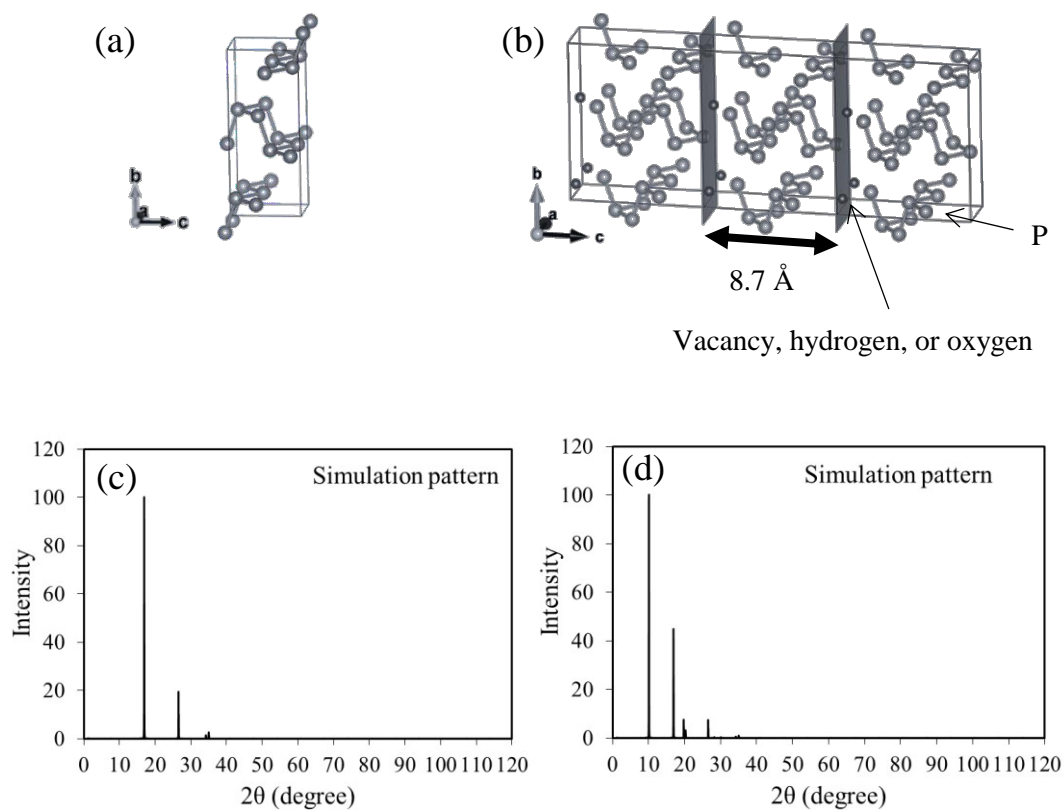 (a)
(b)
b
a
c
b
a
c
P
8.7 Å
Vacancy, hydrogen, or oxygen
(c)
Simulation pattern
Intensity
120
100
80
60
40
20
0
0 10 20 30 40 50 60 70 80 90 100 110 120
2θ (degree)
(d)
Simulation pattern
Intensity
120
100
80
60
40
20
0
0 10 20 30 40 50 60 70 80 90 100 110 120
2θ (degree)